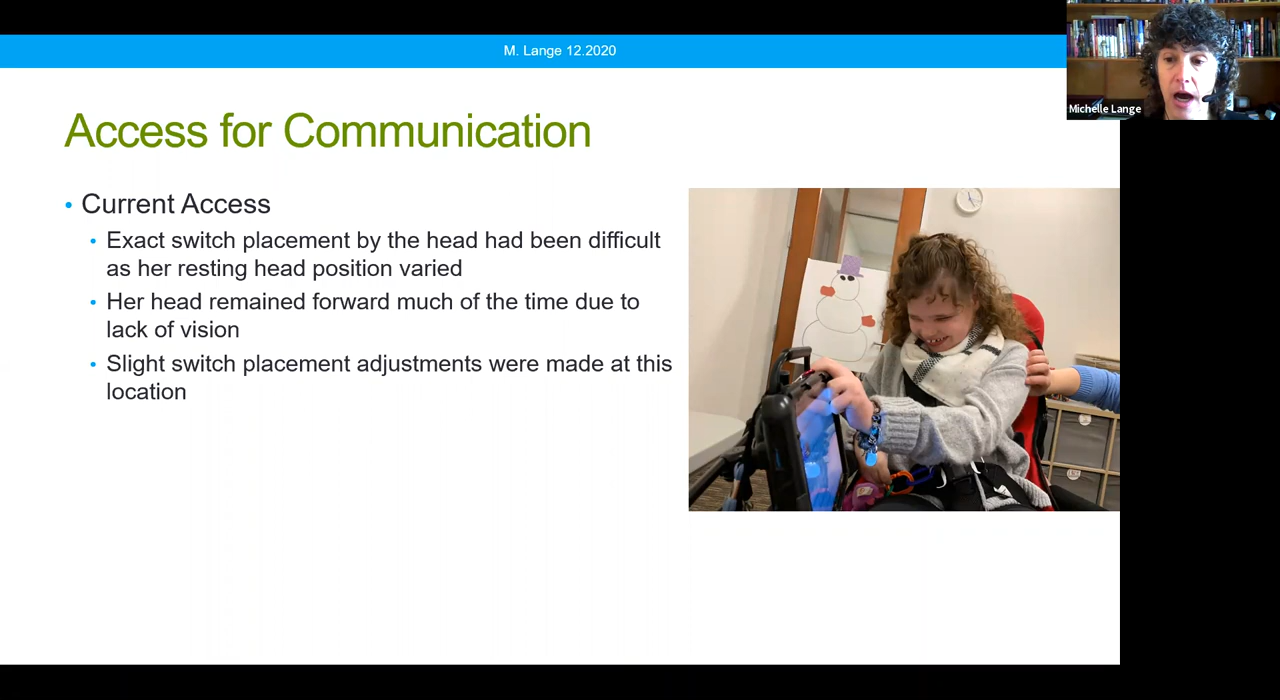 M. Lange 12.2020
Michelle Lange
Access for Communication
Current Access
Exact switch placement by the head had been difficult
as her resting head position varied
Her head remained forward much of the time due to
lack of vision
Slight switch placement adjustments were made at this
location